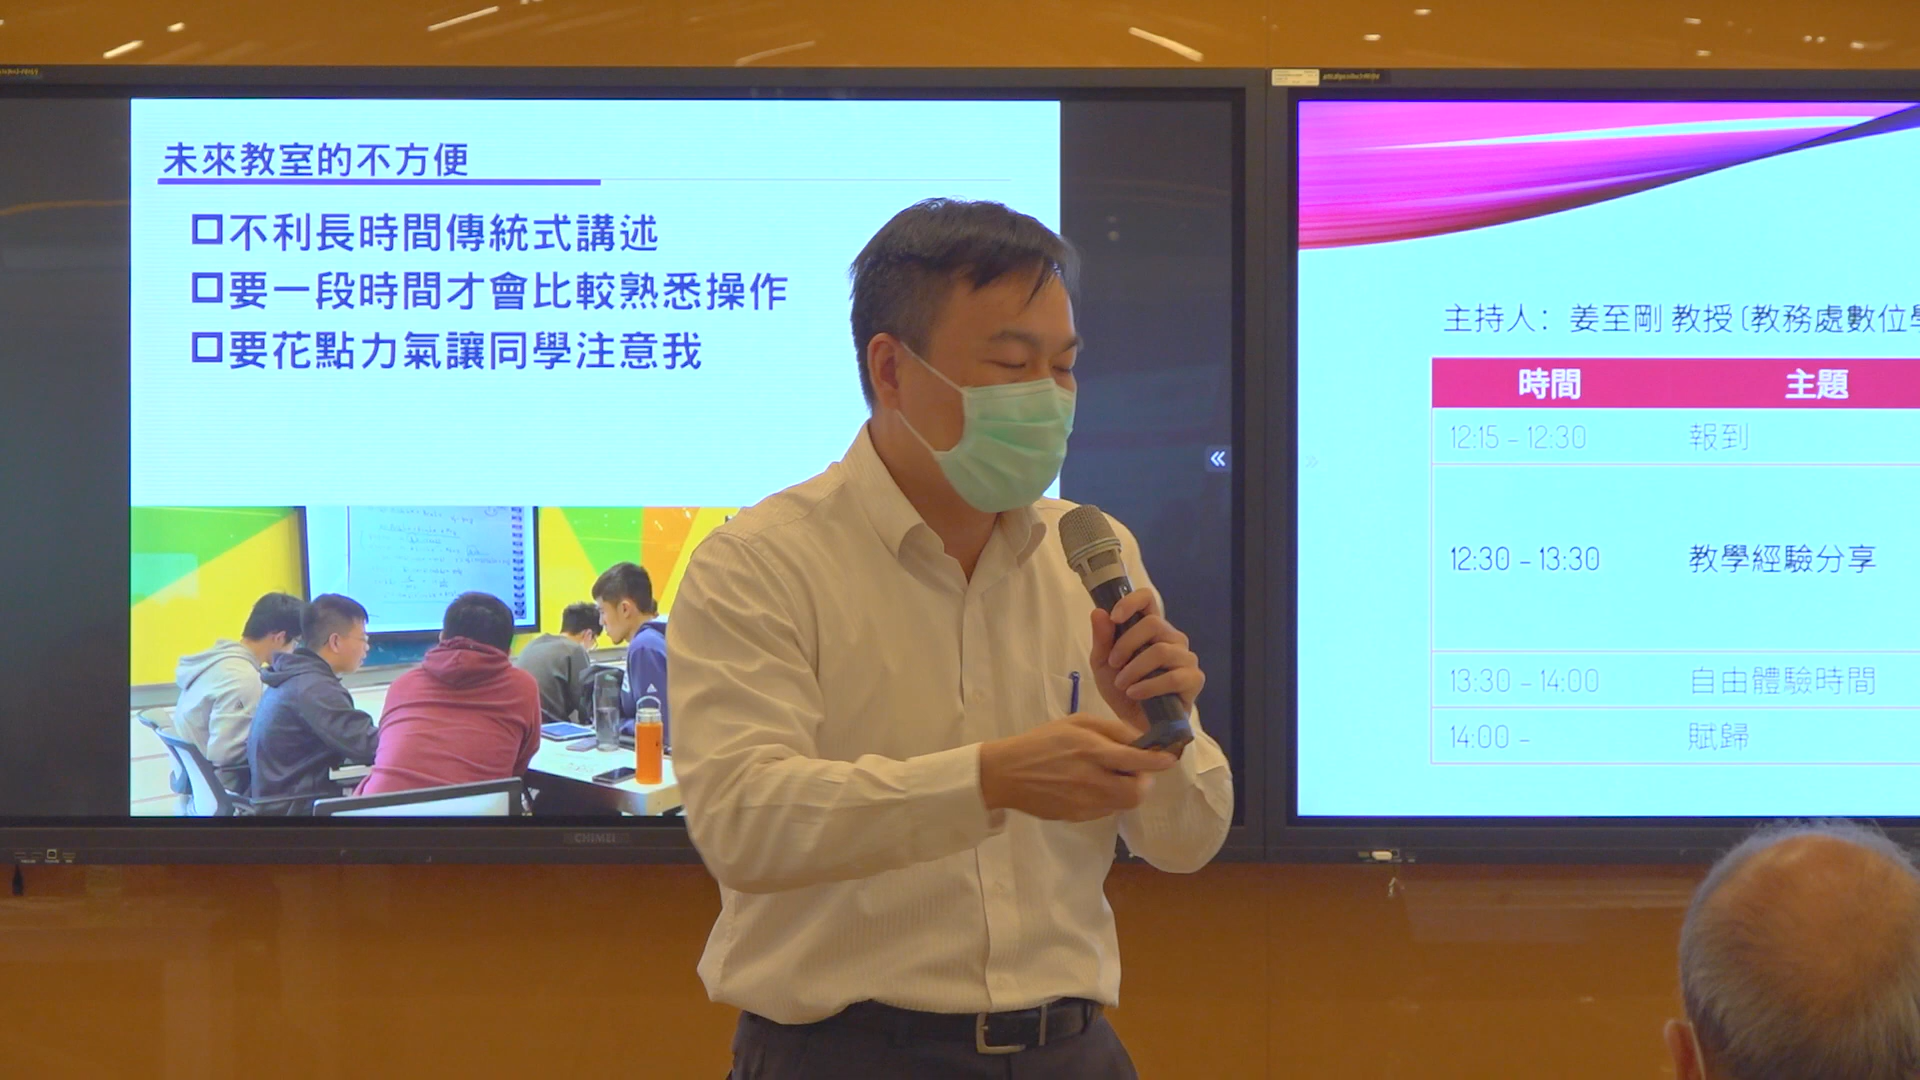 未來教室的不方便
不利長時間傳統式講述
要一段時間才會比較熟悉操作
要花點力氣讓同學注意我
CHIMEI
主持人：姜至剛 教授 (教務處數位學
時間 主題
12:15 - 12:30 報到
12:30 - 13:30 教學經驗分享
13:30 - 14:00 自由體驗時間
14:00 - 賦歸